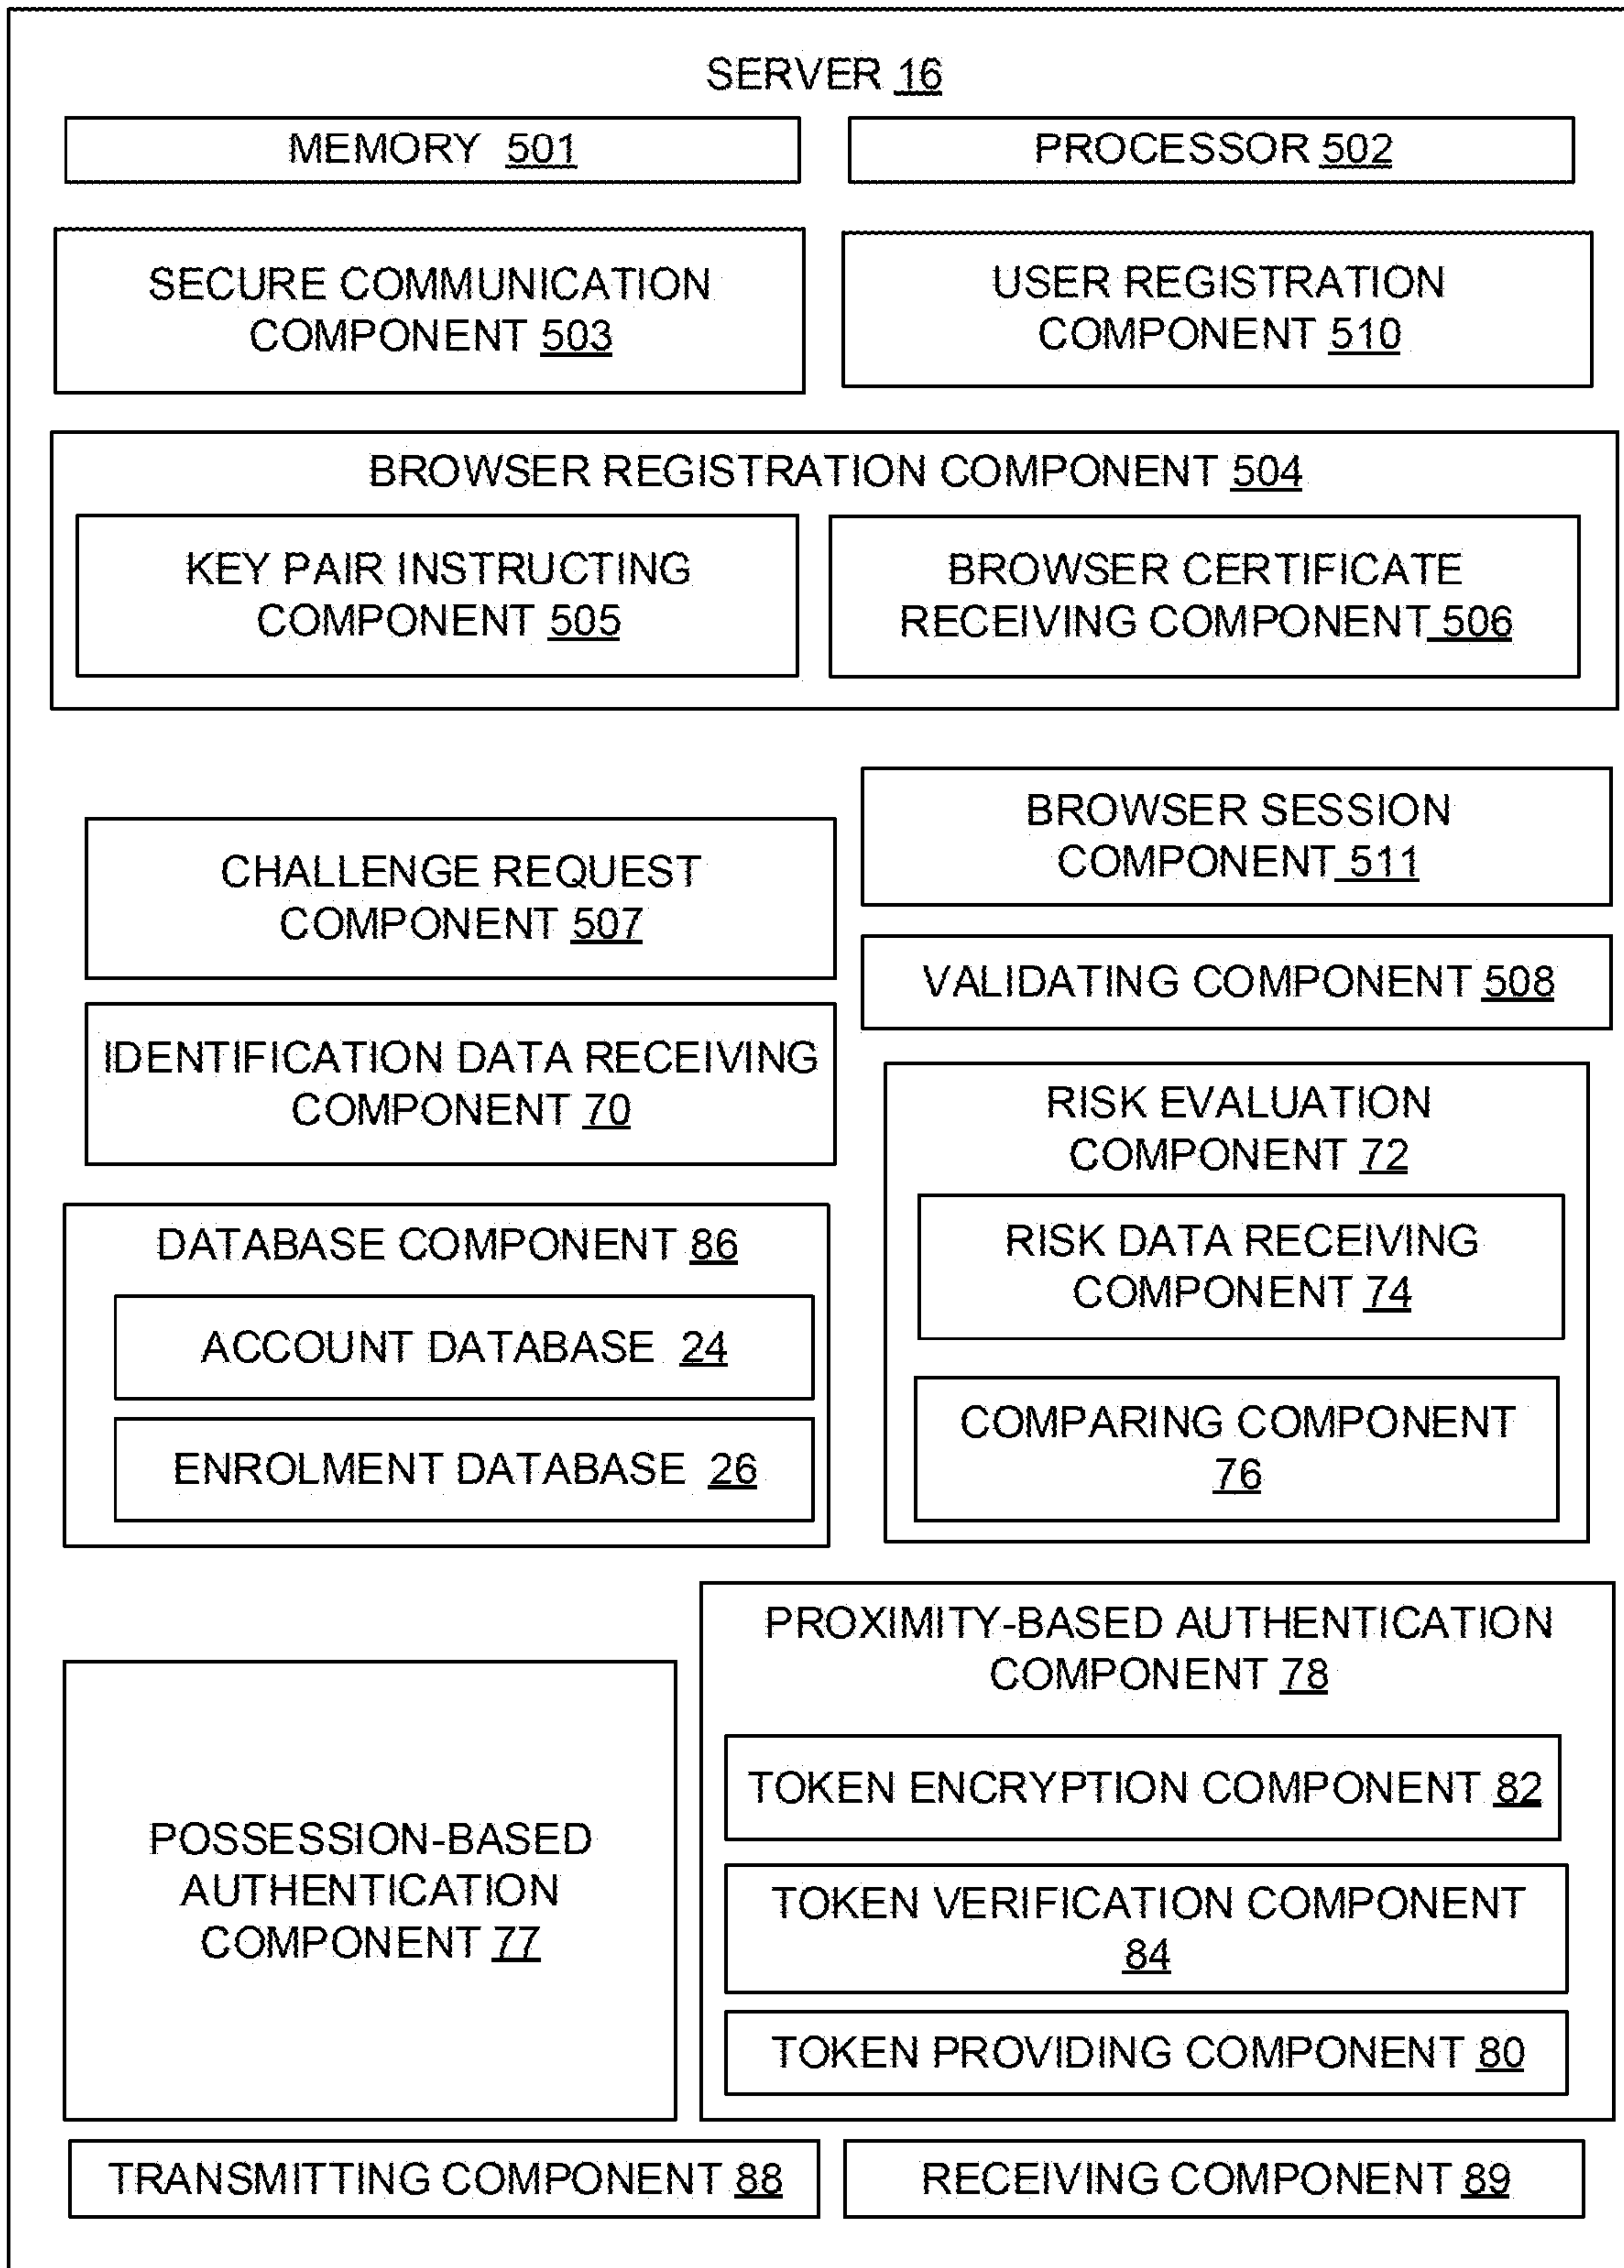 SERVER 16
MEMORY 501
PROCESSOR 502
SECURE COMMUNICATION
COMPONENT 503
USER REGISTRATION
COMPONENT 510
BROWSER REGISTRATION COMPONENT 504
KEY PAIR INSTRUCTING
COMPONENT 505
BROWSER CERTIFICATE
RECEIVING COMPONENT 506
CHALLENGE REQUEST
COMPONENT 507
BROWSER SESSION
COMPONENT 511
VALIDATING COMPONENT 508
IDENTIFICATION DATA RECEIVING
COMPONENT 70
RISK EVALUATION
COMPONENT 72
RISK DATA RECEIVING
COMPONENT 74
COMPARING COMPONENT
76
DATABASE COMPONENT 86
ACCOUNT DATABASE 24
ENROLMENT DATABASE 26
POSSESSION-BASED
AUTHENTICATION
COMPONENT 77
PROXIMITY-BASED AUTHENTICATION
COMPONENT 78
TOKEN ENCRYPTION COMPONENT 82
TOKEN VERIFICATION COMPONENT
84
TOKEN PROVIDING COMPONENT 80
TRANSMITTING COMPONENT 88
RECEIVING COMPONENT 89